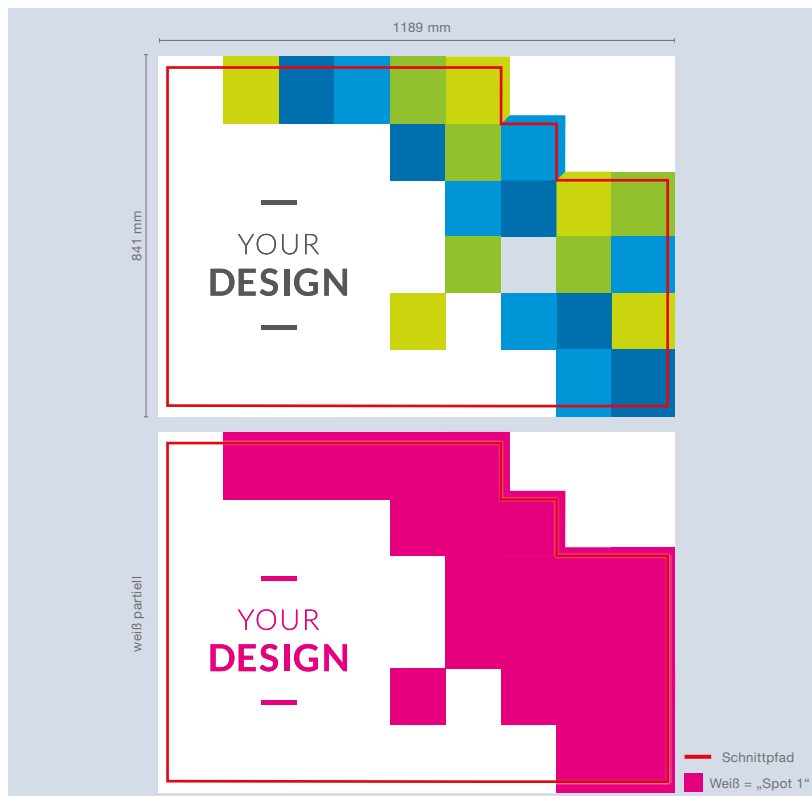 1189 mm
841 mm
YOUR
DESIGN
weiß partiell
YOUR
DESIGN
Schnittpfad
Weiß = „Spot 1“